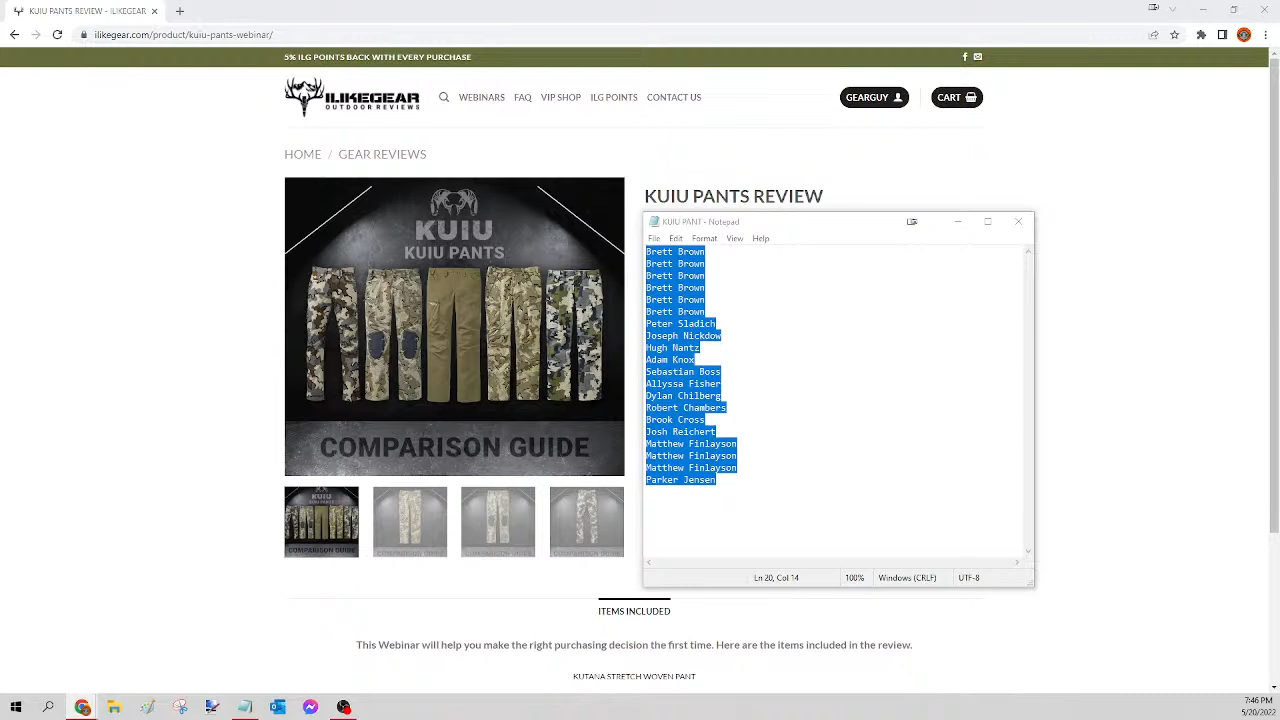 KUIU PANTS REVIEW - ILIKEGEAR
ilikegear.com/product/kuiu-pants-webinar/
5% ILG POINTS BACK WITH EVERY PURCHASE
ILIKEGEAR
OUTDOOR REVIEWS
WEBINARS FAQ VIP SHOP ILG POINTS CONTACT US
GEARGUY
CART
HOME / GEAR REVIEWS
KUIU
KUIU PANTS
COMPARISON GUIDE
KUIU
KUIU PANTS
COMPARISON GUIDE
KUIU PANTS REVIEW
KUIU PANT - Notepad
File Edit Format View Help
Brett Brown
Brett Brown
Brett Brown
Brett Brown
Brett Brown
Brett Brown
Peter Sladich
Joseph Nickdow
Hugh Nantz
Adam Knox
Sebastian Boss
Allyssa Fisher
Dylan Chilberg
Robert Chambers
Brook Cross
Josh Reichert
Matthew Finlayson
Matthew Finlayson
Matthew Finlayson
Parker Jensen
Ln 20, Col 14 100% Windows (CRLF) UTF-8
ITEMS INCLUDED
This Webinar will help you make the right purchasing decision the first time. Here are the items included in the review.
KUTANA STRETCH WOVEN PANT
7:46 PM